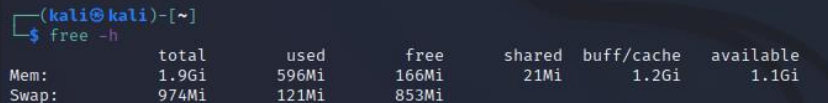 ┌──(kali㉿kali)-[~]
└─$ free -h
total used free shared buff/cache available
Mem: 1.9Gi 596Mi 166Mi 21Mi 1.2Gi 1.1Gi
Swap: 974Mi 121Mi 853Mi